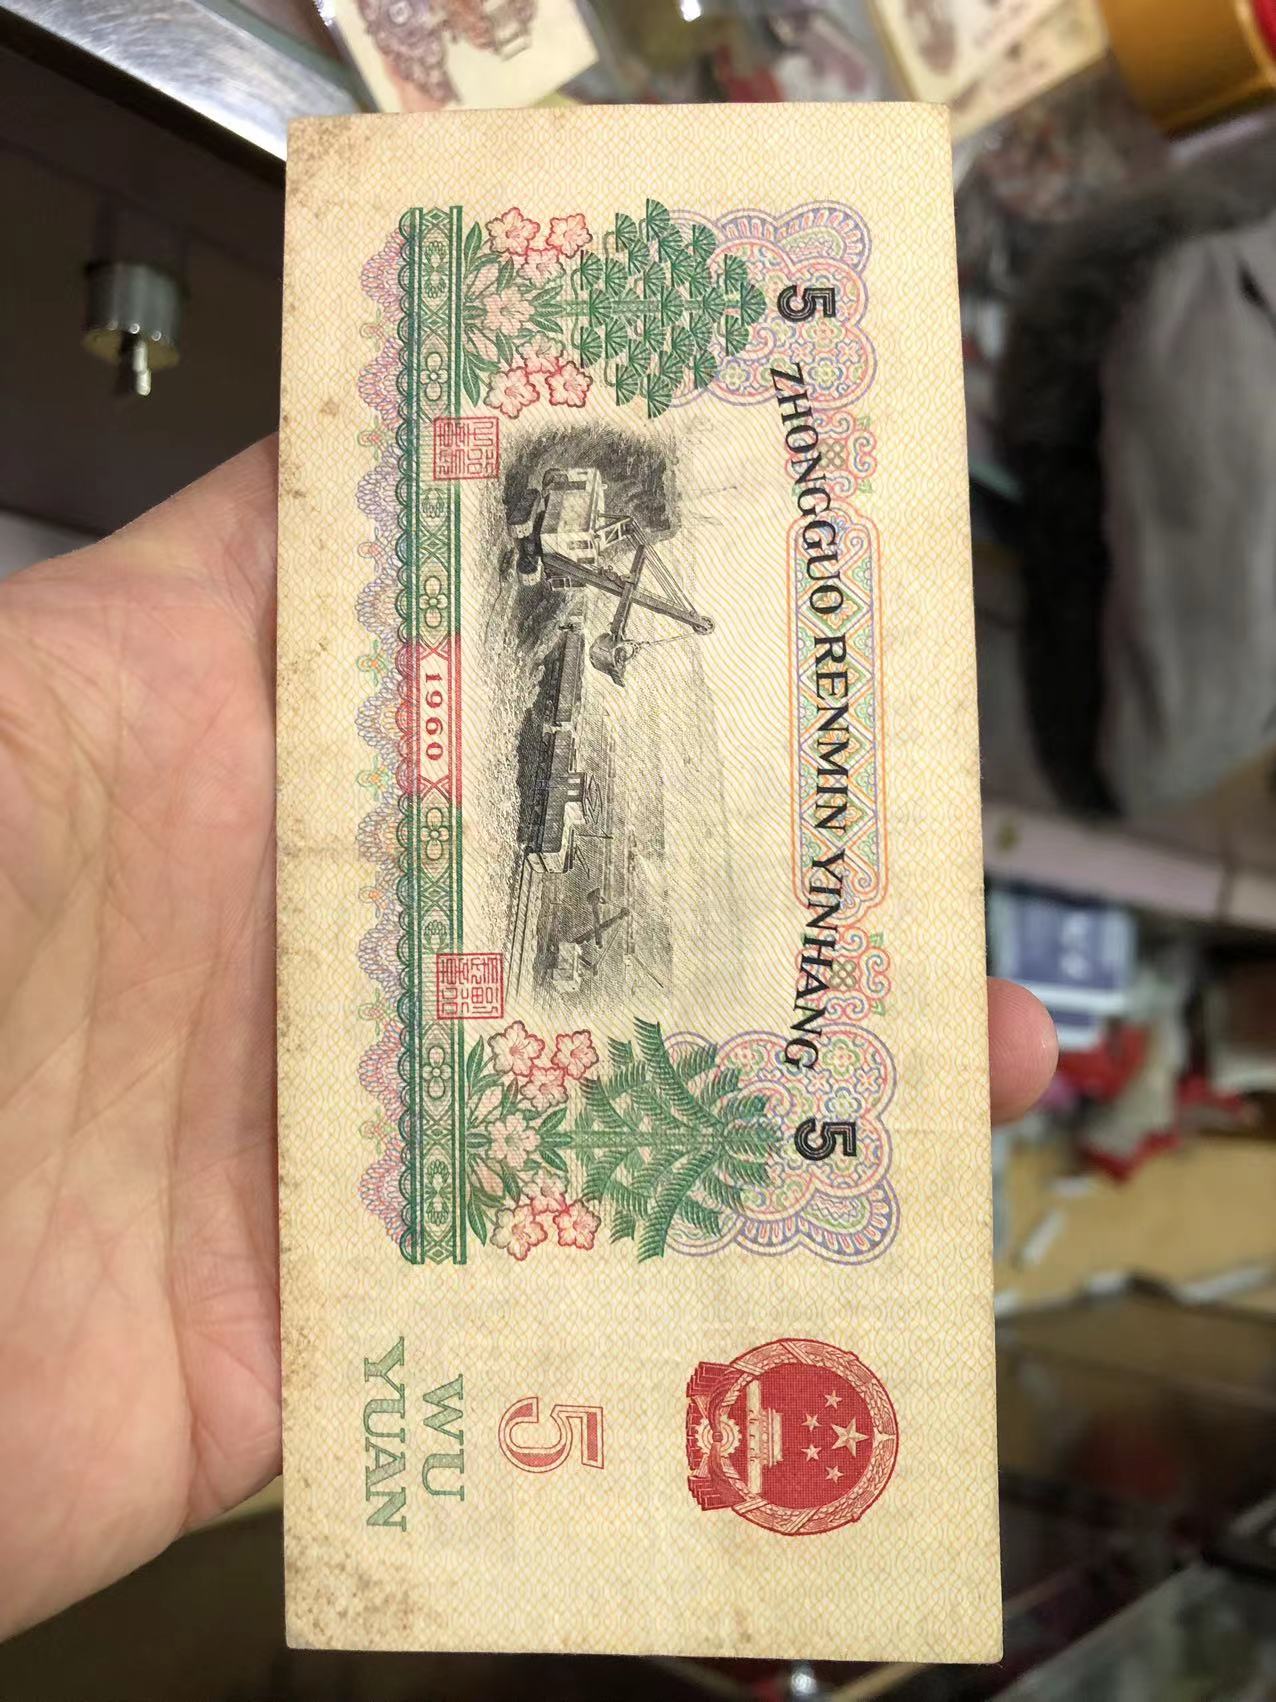 5 ZHONGGUO RENMIN YINHANG 5
1960
5
WU
YUAN